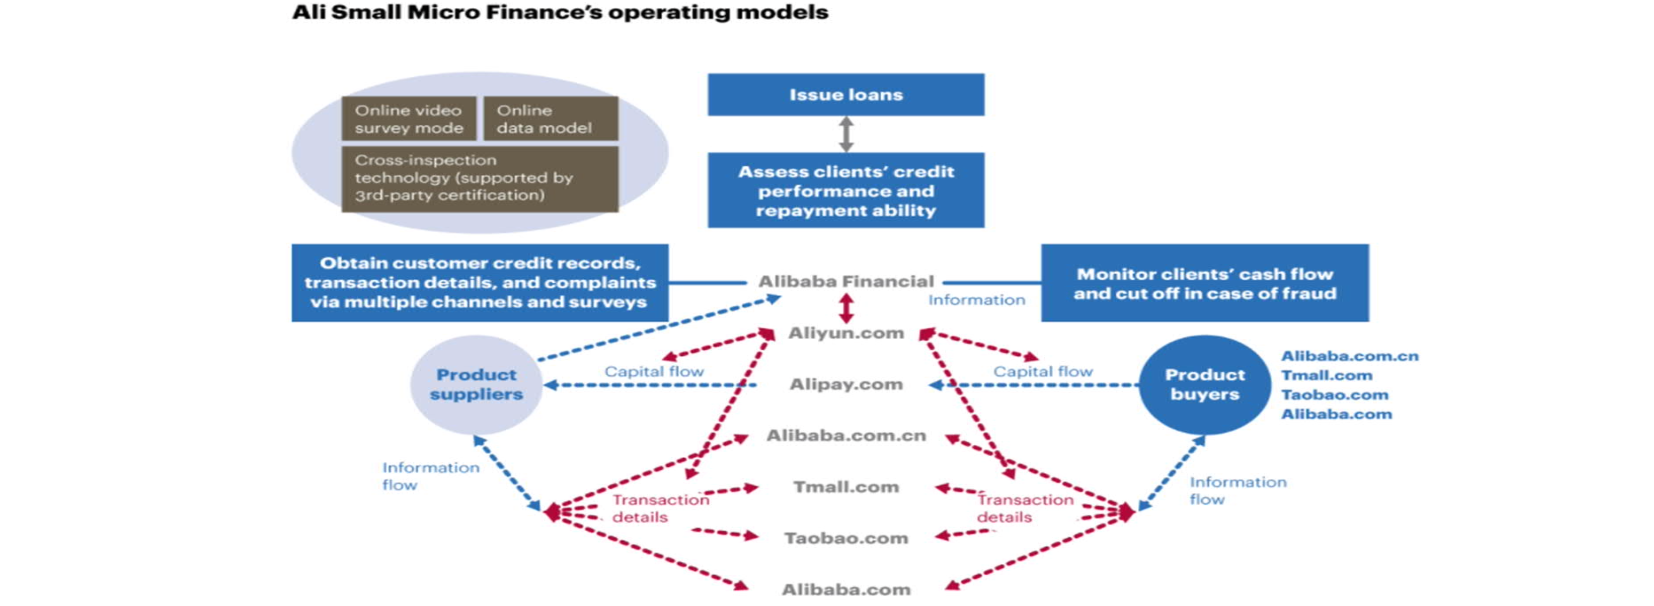 Ali Small Micro Finance's operating models
Online video
survey mode
Online
data model
Cross-inspection
technology (supported by
3rd-party certification)
Issue loans
Assess clients' credit
performance and
repayment ability
Obtain customer credit records,
transaction details, and complaints
via multiple channels and surveys
Alibaba Financial
Information
Monitor clients' cash flow
and cut off in case of fraud
Aliyun.com
Product
suppliers
Capital flow
Alipay.com
Capital flow
Product
buyers
Alibaba.com.cn
Tmall.com
Taobao.com
Alibaba.com
Alibaba.com.cn
Information
flow
Transaction
details
Tmall.com
Transaction
details
Information
flow
Taobao.com
Alibaba.com